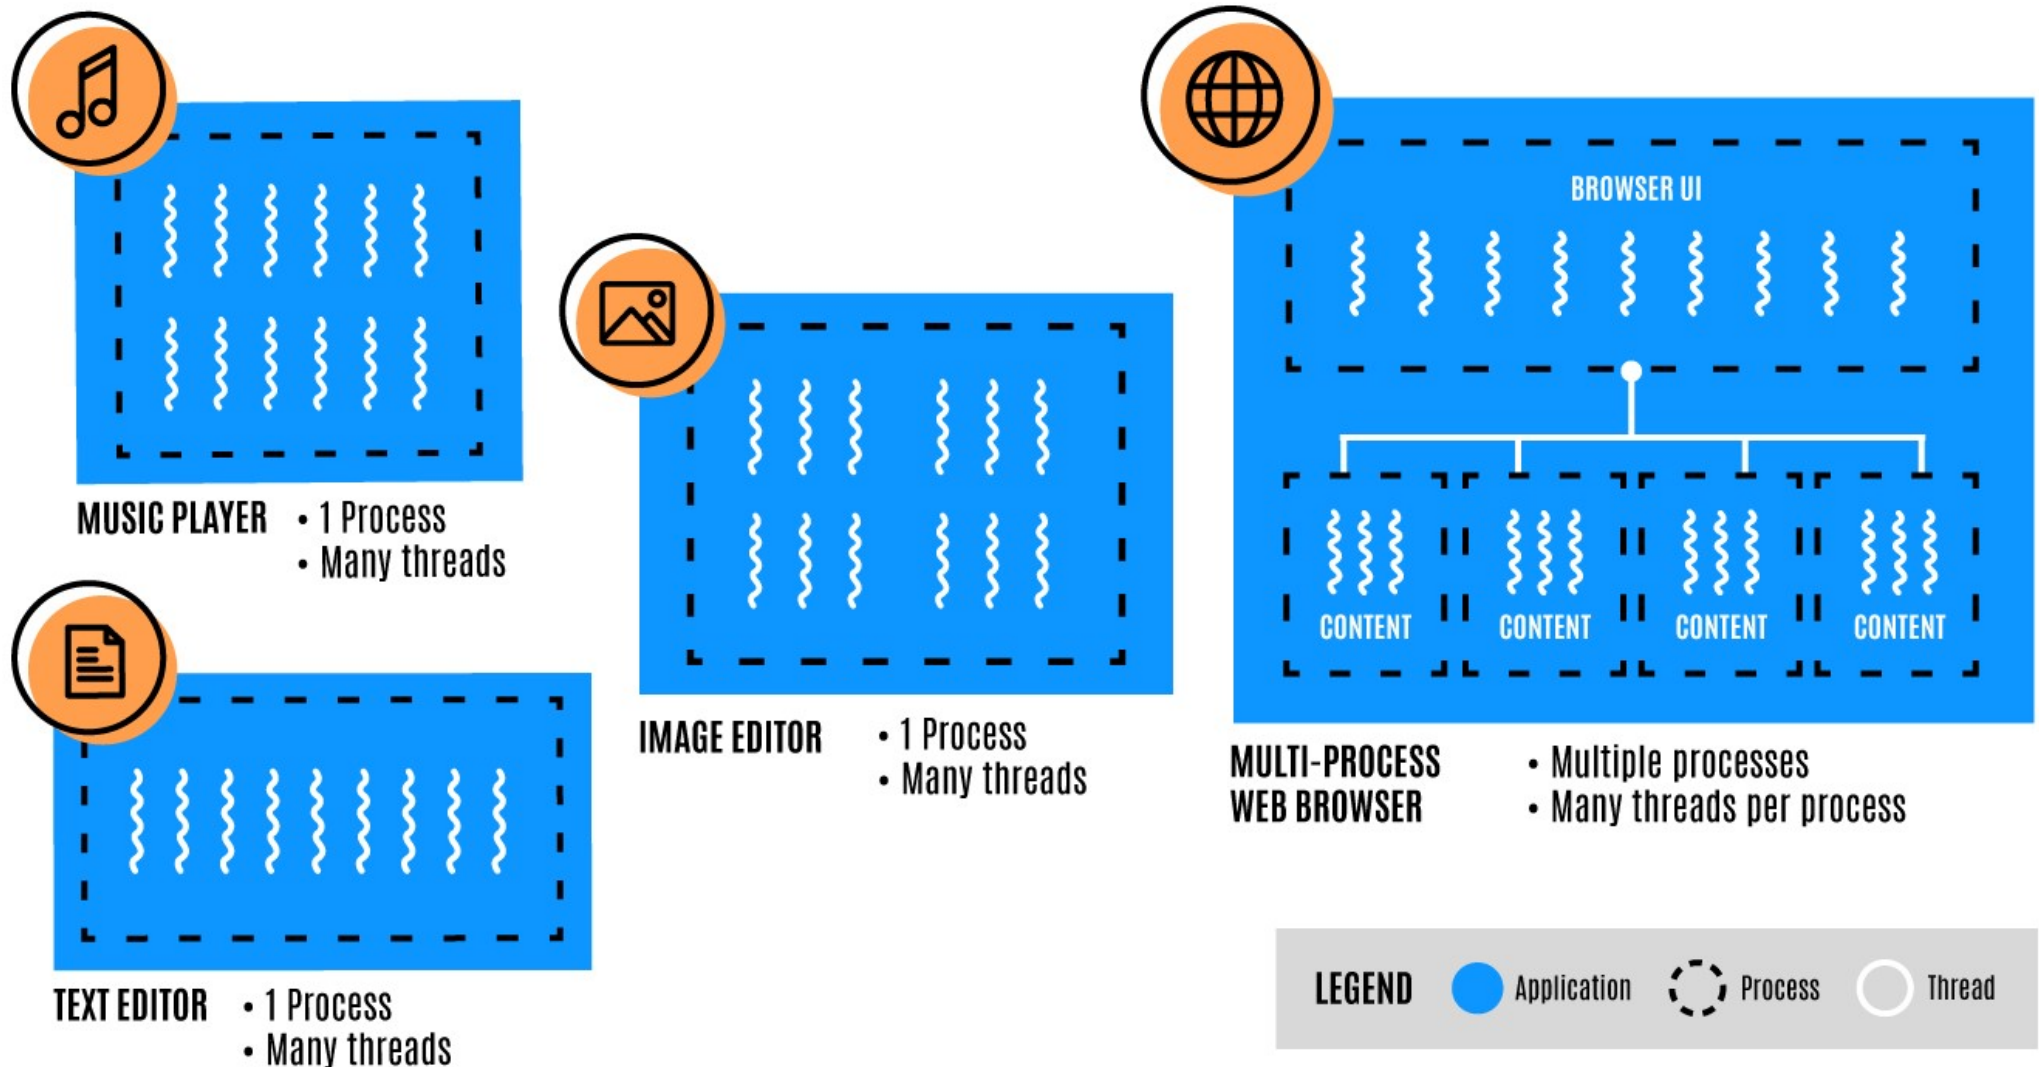 MUSIC PLAYER
• 1 Process
• Many threads
TEXT EDITOR
• 1 Process
• Many threads
IMAGE EDITOR
• 1 Process
• Many threads
BROWSER UI
CONTENT
CONTENT
CONTENT
CONTENT
MULTI-PROCESS
WEB BROWSER
• Multiple processes
• Many threads per process
LEGEND
Application
Process
Thread